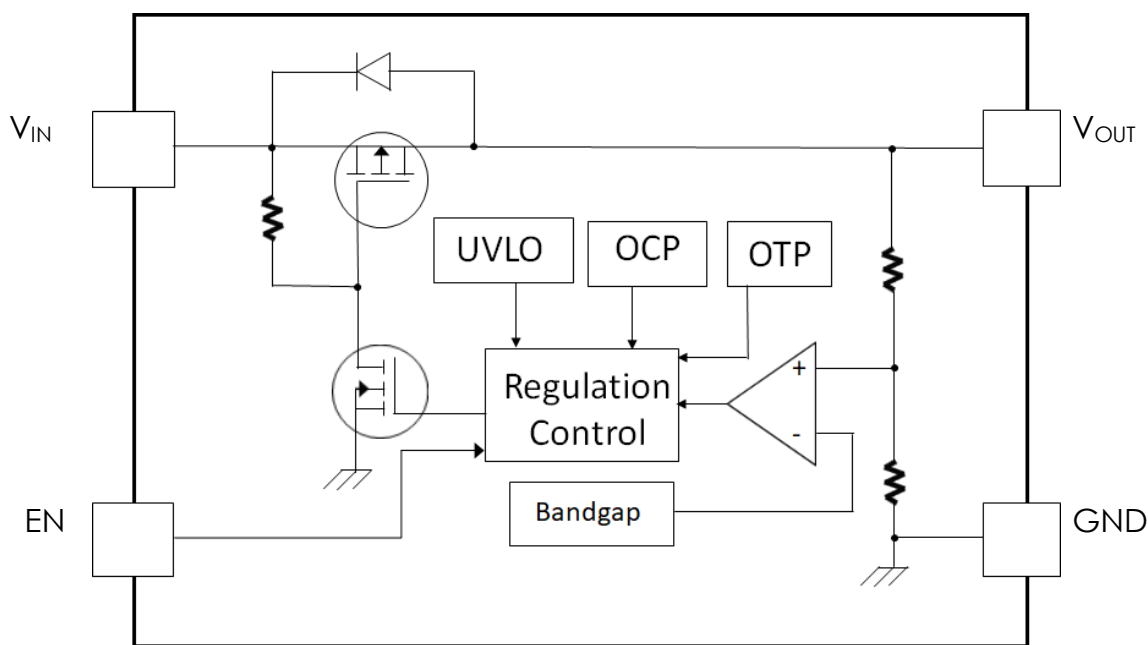 VIN
VOUT
UVLO
OCP
OTP
Regulation
Control
+
-
Bandgap
EN
GND